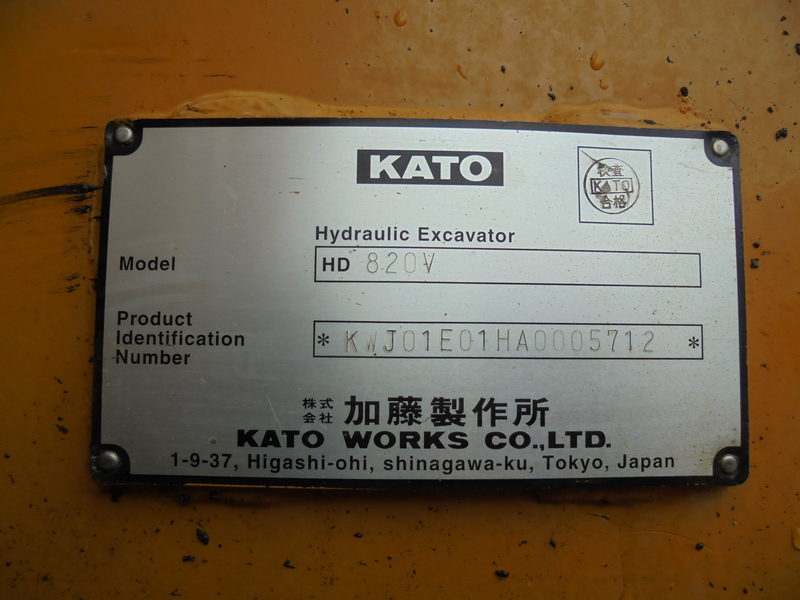 KATO
検査
KATO
合格
Hydraulic Excavator
Model
HD 820V
Product
Identification
Number
* KWJ01E01HA0005712 *
株式
会社
加藤製作所
KATO WORKS CO.,LTD.
1-9-37, Higashi-ohi, shinagawa-ku, Tokyo, Japan